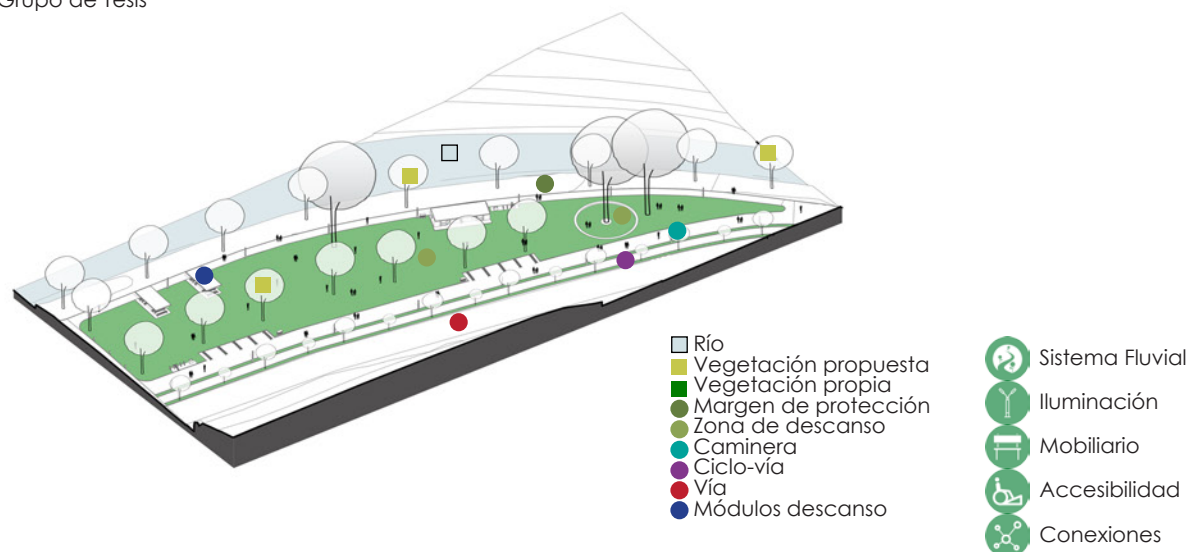 Grupo de Tesis
Río
Vegetación propuesta
Vegetación propia
Margen de protección
Zona de descanso
Caminera
Ciclo-vía
Vía
Módulos descanso
Sistema Fluvial
Iluminación
Mobiliario
Accesibilidad
Conexiones